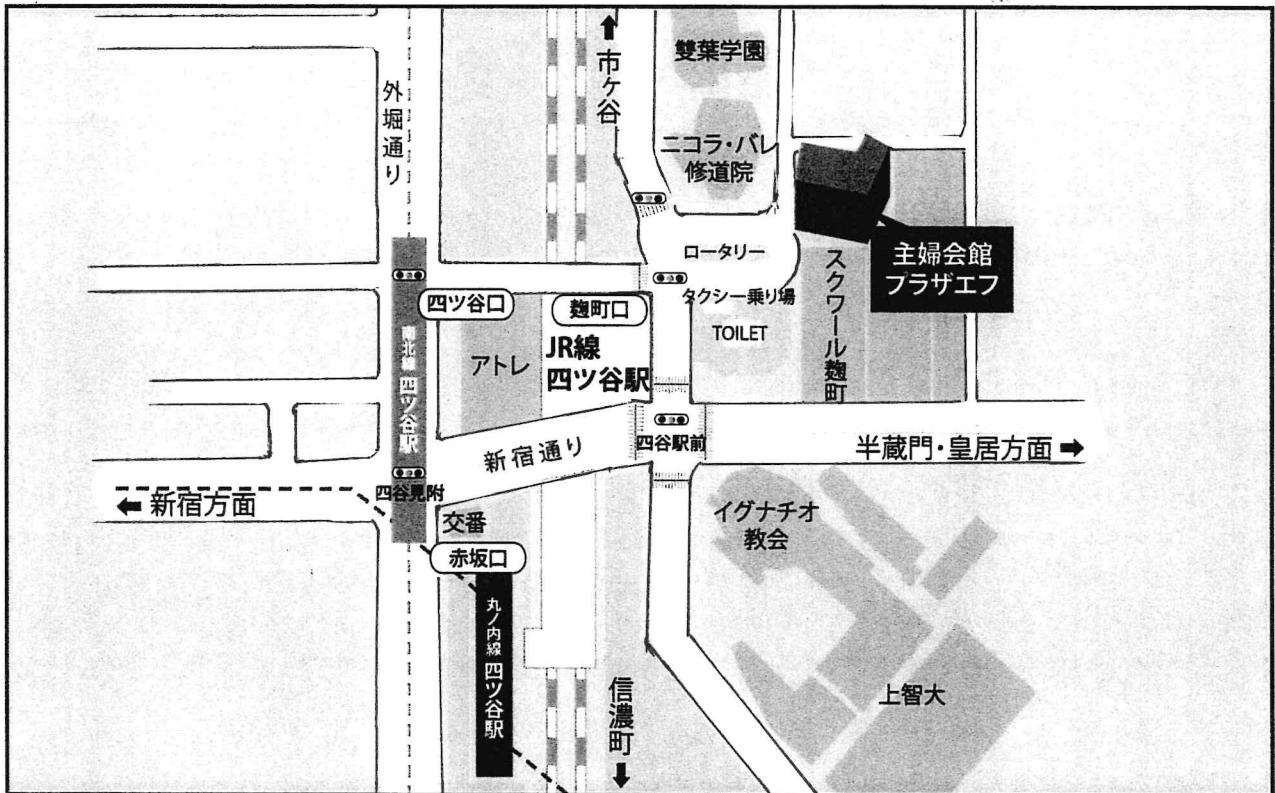 市ヶ谷
雙葉学園
外堀通り
ニコラ・バレ
修道院
ロータリー
主婦会館
プラザエフ
四ツ谷口
麹町口
タクシー乗り場
スクワール麹町
TOILET
JR線
四ツ谷駅
アトレ
南北線 四ツ谷駅
四谷駅前
新宿通り
半蔵門・皇居方面
四谷見附
新宿方面
交番
イグナチオ
教会
赤坂口
丸ノ内線 四ツ谷駅
上智大
信濃町